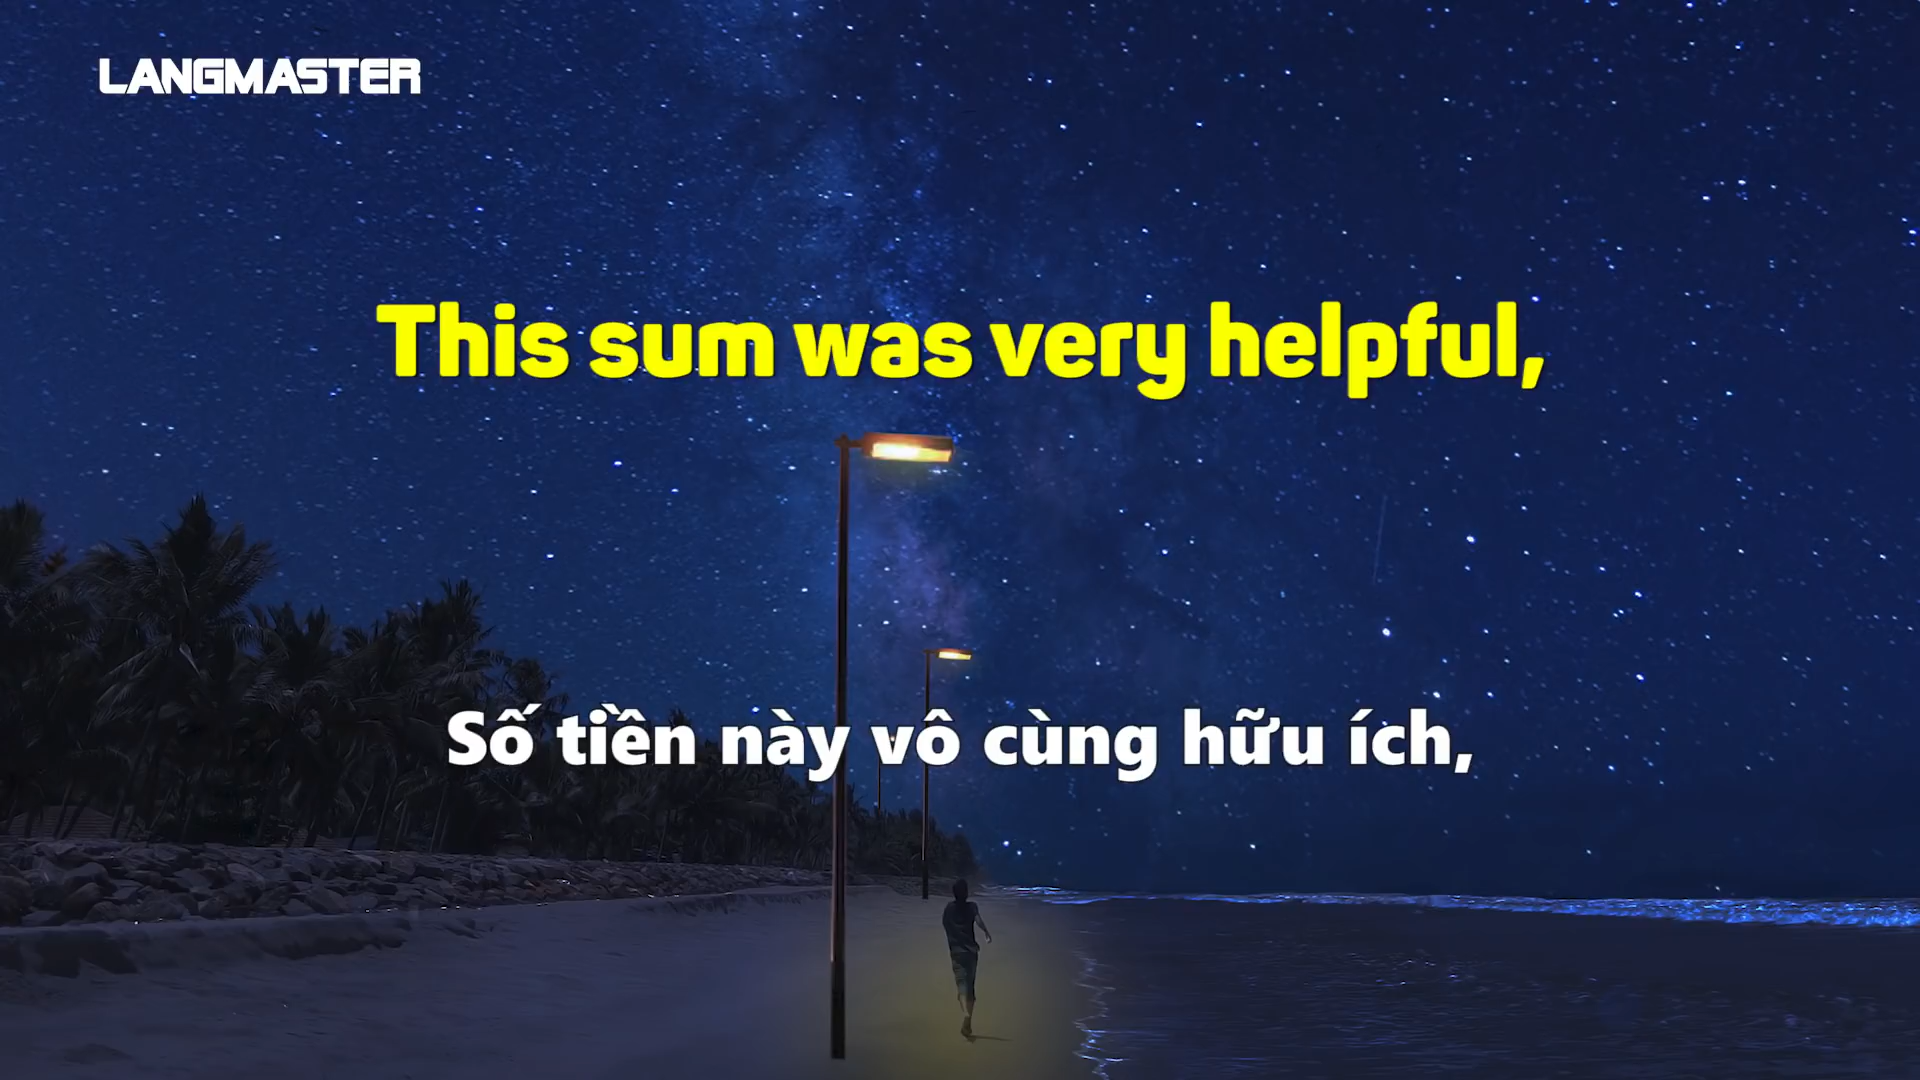 LANGMASTER
This sum was very helpful,
Số tiền này vô cùng hữu ích,